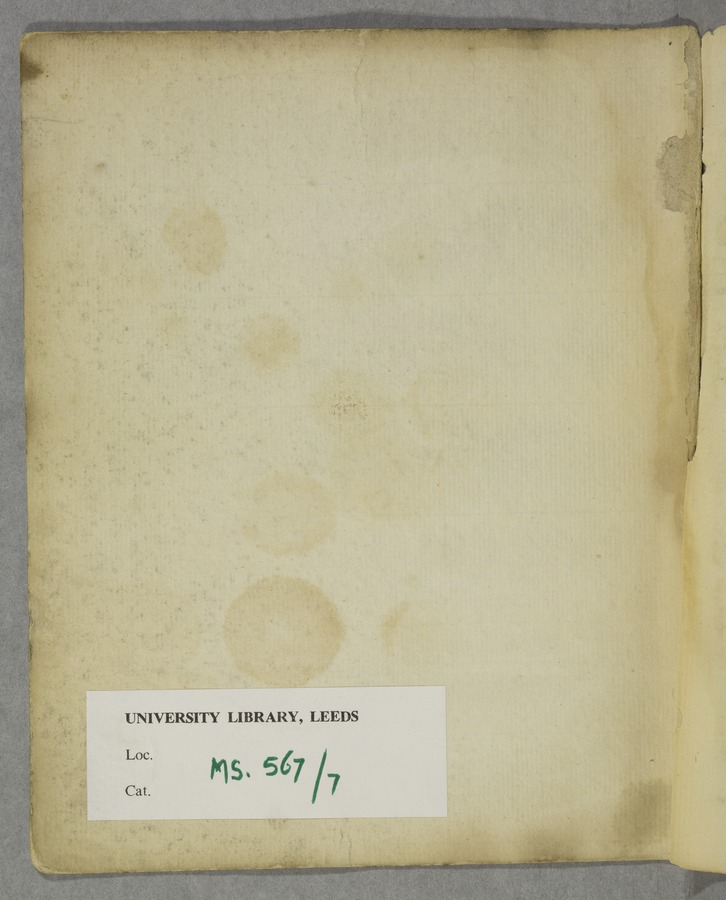 UNIVERSITY LIBRARY, LEEDS
Loc.
MS. 567/7
Cat.